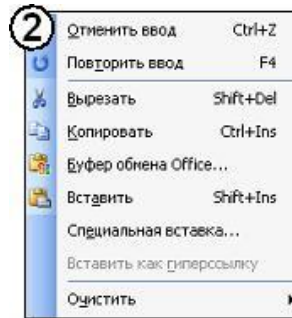 2
Отменить ввод Ctrl+Z
Повторить ввод F4
Вырезать Shift+Del
Копировать Ctrl+Ins
Буфер обмена Office...
Вставить Shift+Ins
Специальная вставка...
Вставить как гиперссылку
Очистить